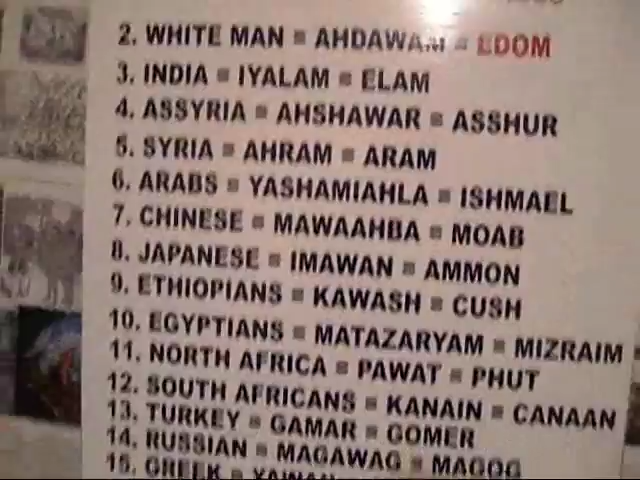 2. WHITE MAN = AHDAWAM = EDOM
3. INDIA = IYALAM = ELAM
4. ASSYRIA = AHSHAWAR = ASSHUR
5. SYRIA = AHRAM = ARAM
6. ARABS = YASHAMIAHLA = ISHMAEL
7. CHINESE = MAWAAHBA = MOAB
8. JAPANESE = IMAWAN = AMMON
9. ETHIOPIANS = KAWASH = CUSH
10. EGYPTIANS = MATAZARYAM = MIZRAIM =
11. NORTH AFRICA = PAWAT = PHUT
12. SOUTH AFRICANS = KANAIN = CANAAN
13. TURKEY = GAMAR = GOMER
14. RUSSIAN = MAGAWAG = MAGOG
15. GREEK =